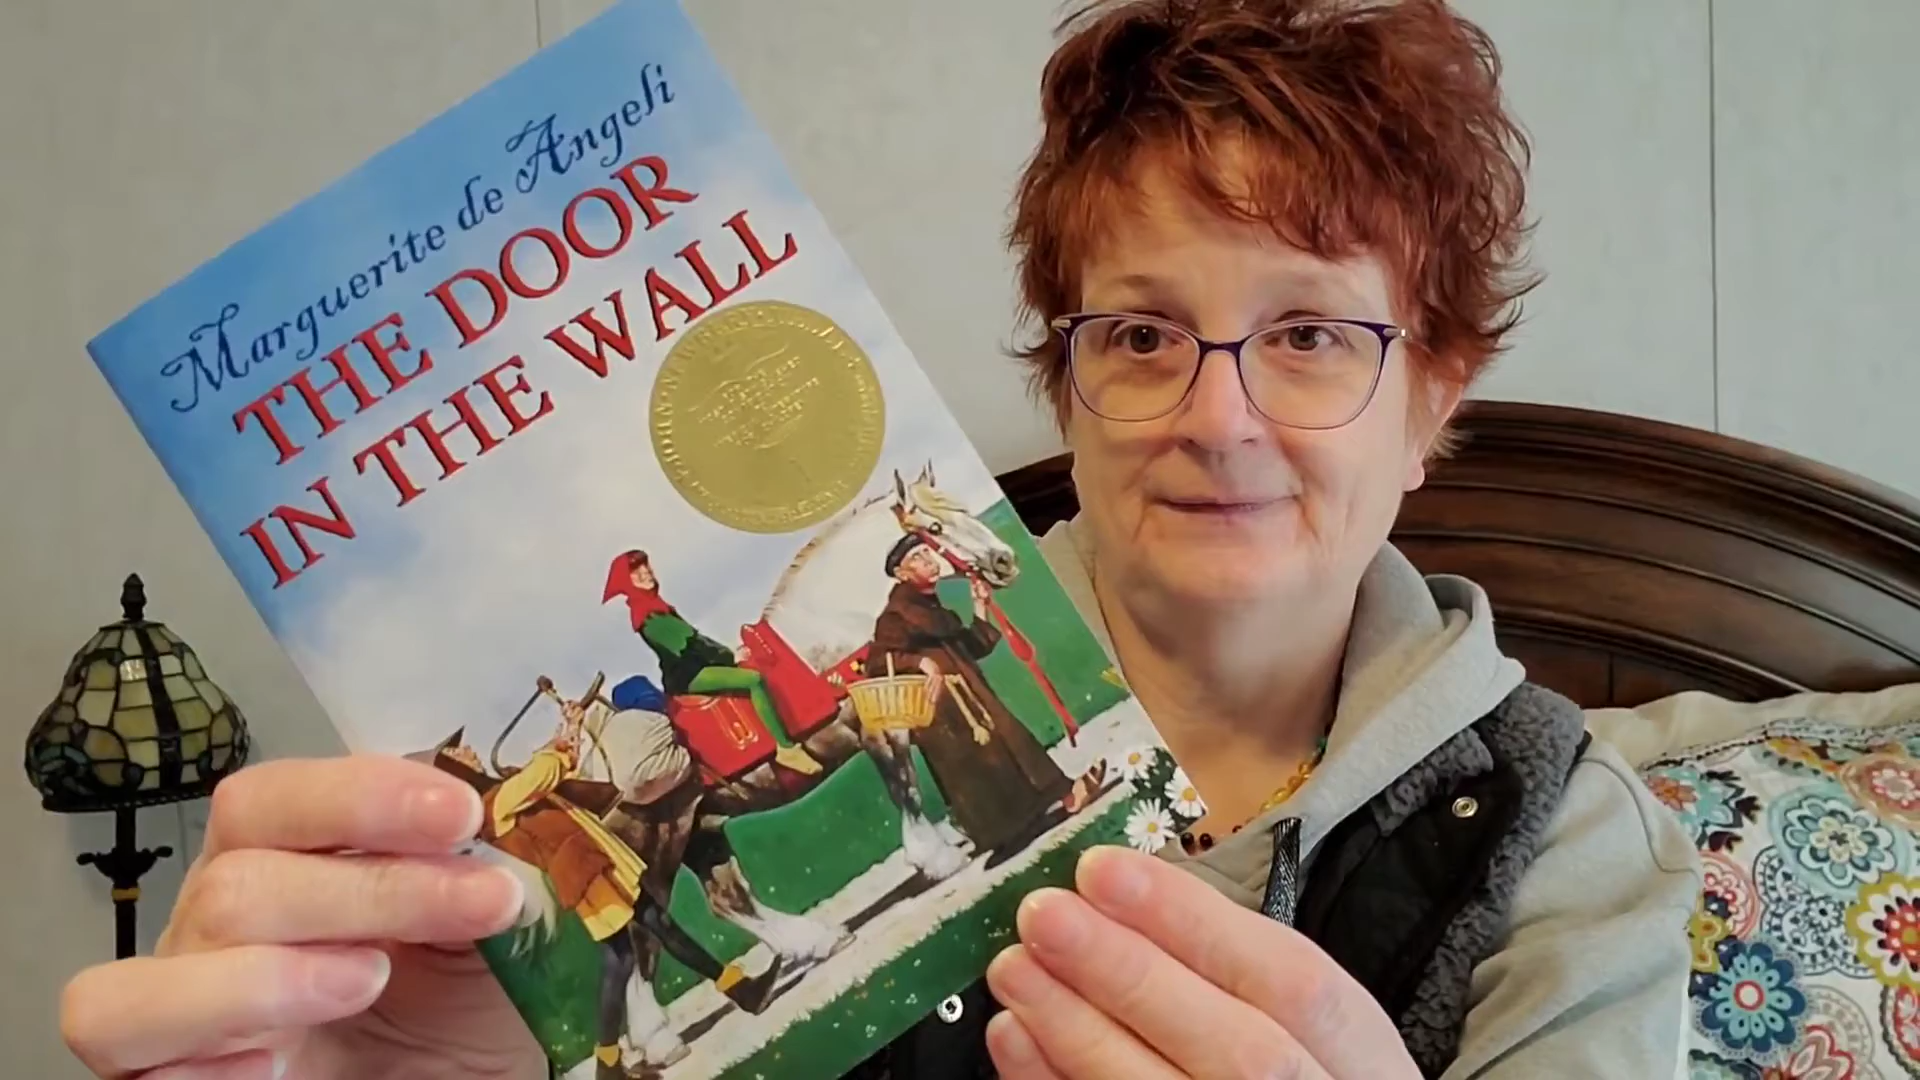 Marguerite de Angeli
THE DOOR
IN THE WALL